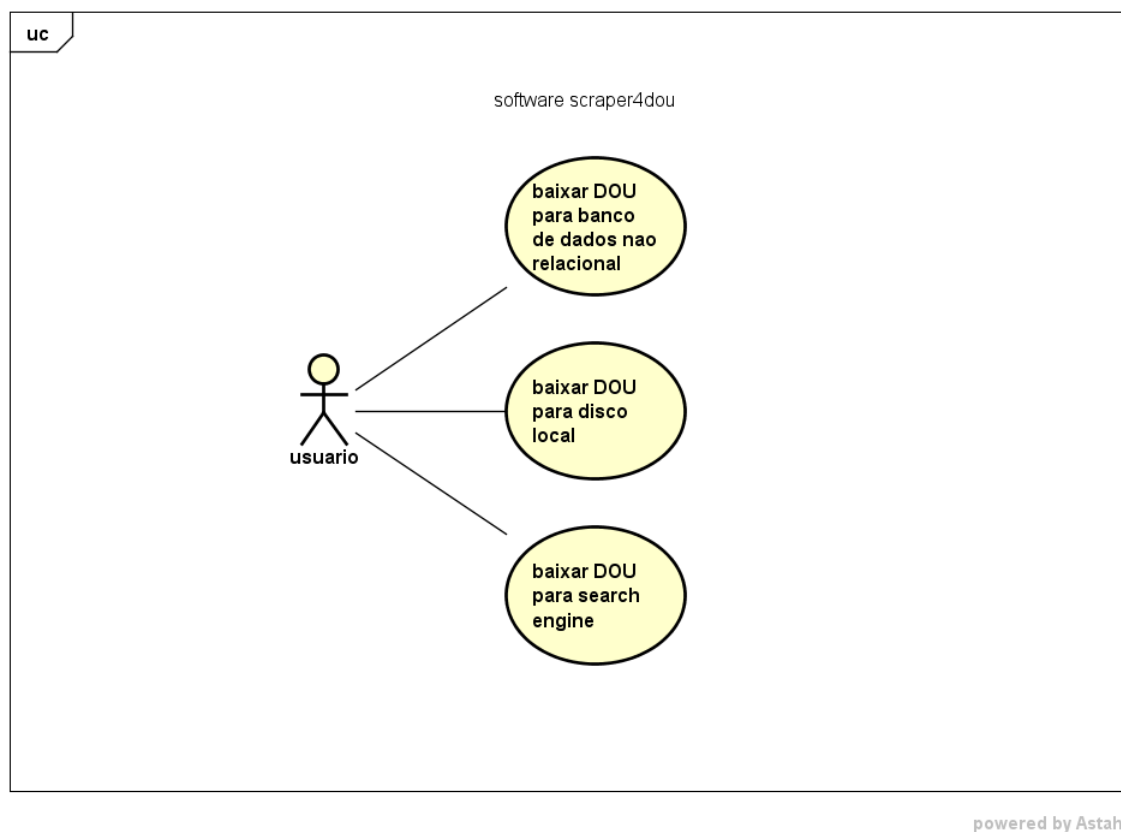 uc
software scraper4dou
baixar DOU
para banco
de dados nao
relacional
baixar DOU
para disco
local
usuario
baixar DOU
para search
engine
powered by Astah